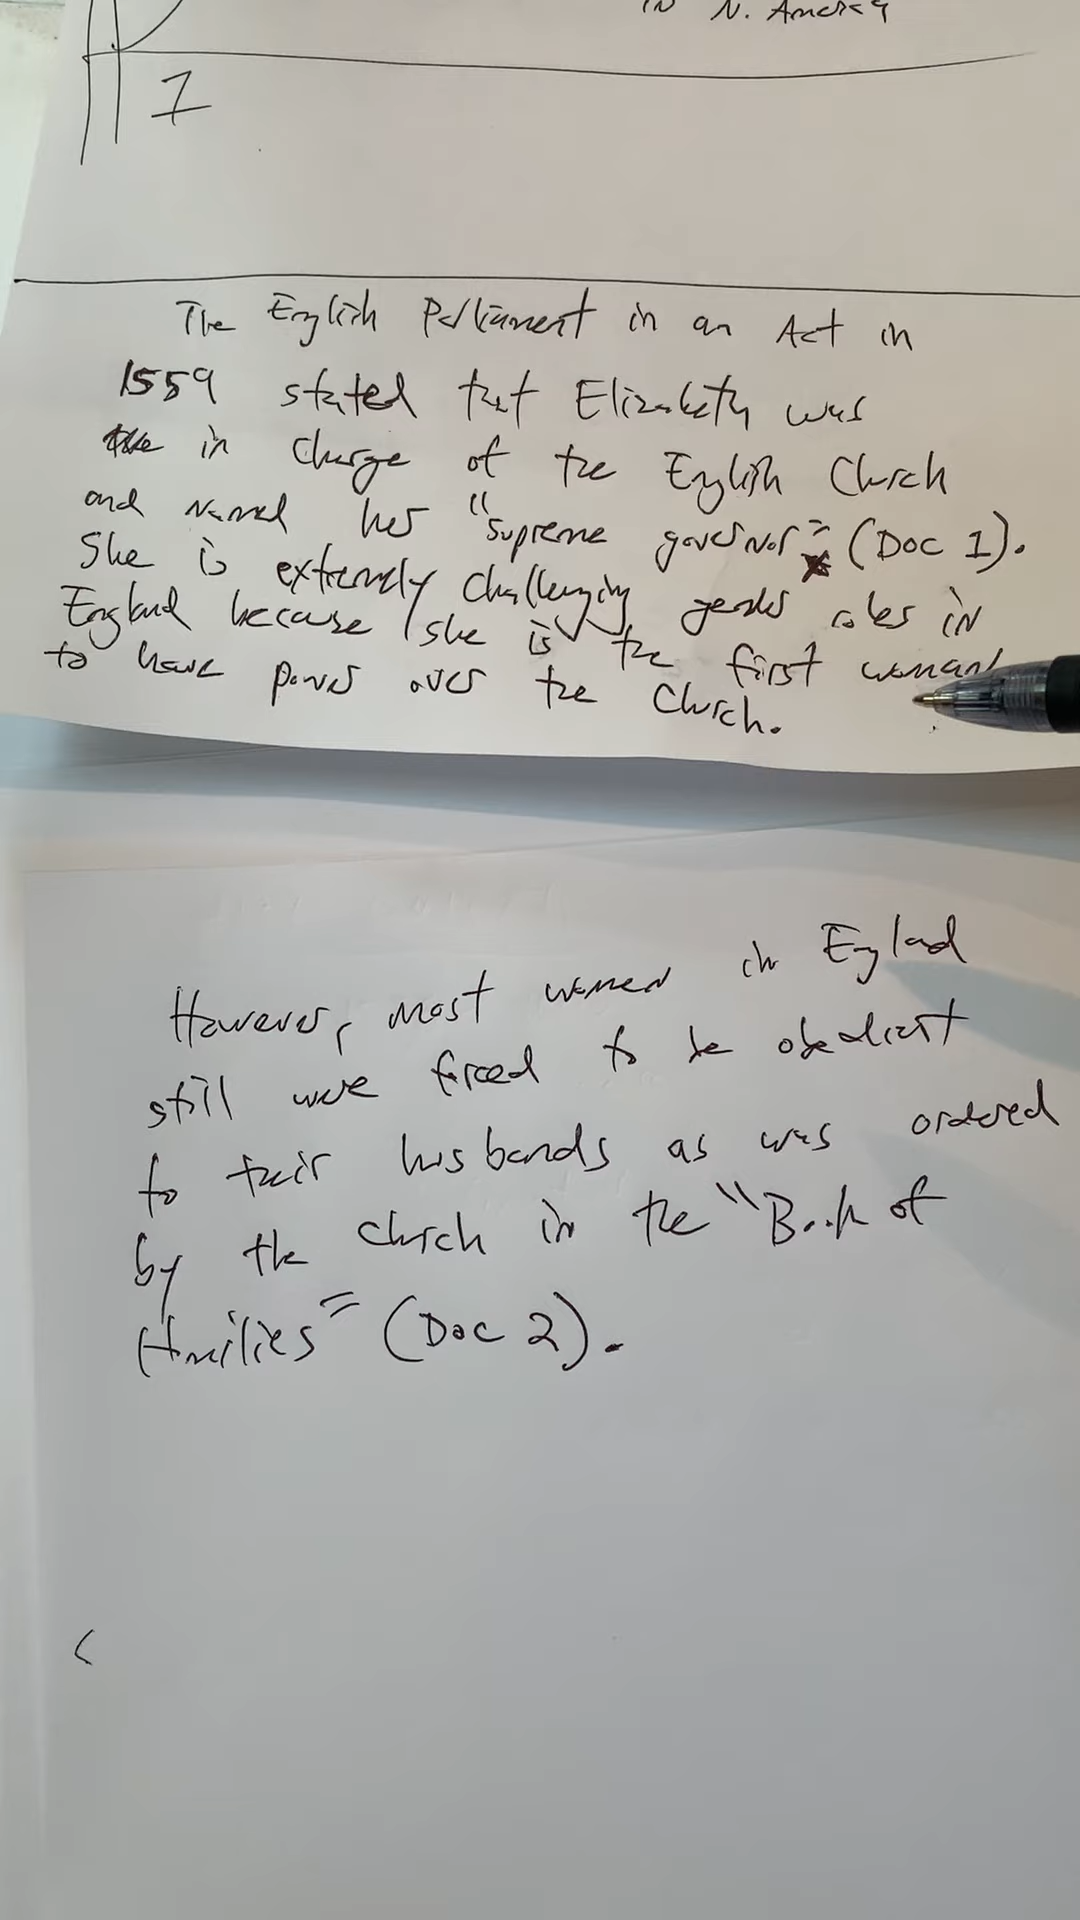 in N. America
1
The English Parliament in an Act in
1559 stated that Elizabeth was
in charge of the English Church
and named her "supreme governor" (Doc 1).
She is extremely challenging gender roles in
England because she is the first woman
to have power over the Church.
However, most women in England
still were forced to be obedient
to their husbands as was ordered
by the church in the "Book of
Homilies" (Doc 2).